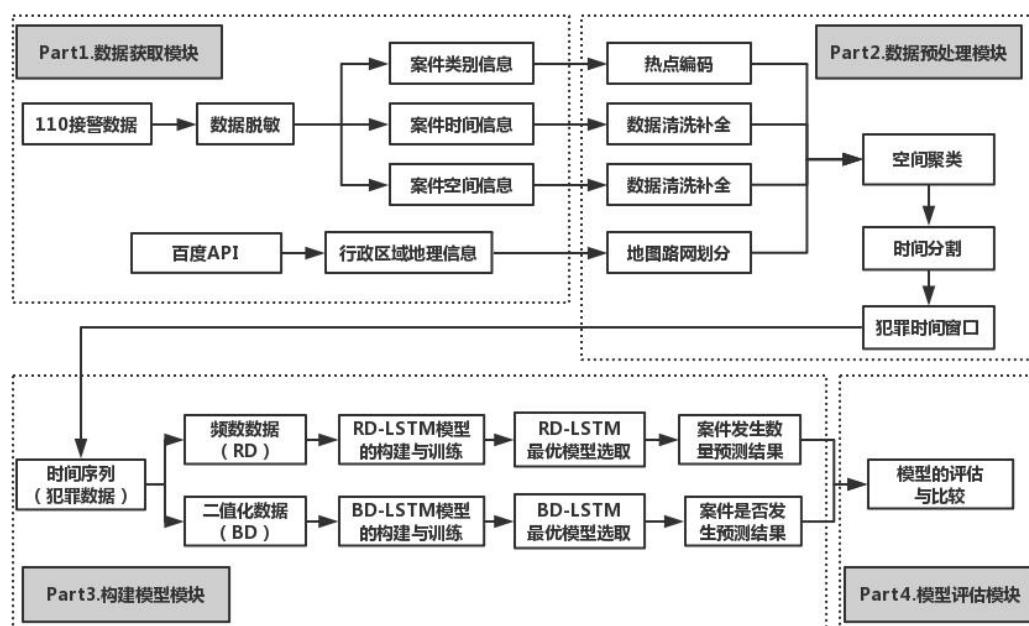 Part1.数据获取模块
Part2.数据预处理模块
案件类别信息
热点编码
110接警数据
数据脱敏
案件时间信息
数据清洗补全
空间聚类
案件空间信息
数据清洗补全
百度API
行政区域地理信息
地图路网划分
时间分割
犯罪时间窗口
时间序列
（犯罪数据）
频数数据
（RD）
RD-LSTM模型
的构建与训练
RD-LSTM
最优模型选取
案件发生数
量预测结果
二值化数据
（BD）
BD-LSTM模型
的构建与训练
BD-LSTM
最优模型选取
案件是否发
生预测结果
模型的评估
与比较
Part3.构建模型模块
Part4.模型评估模块